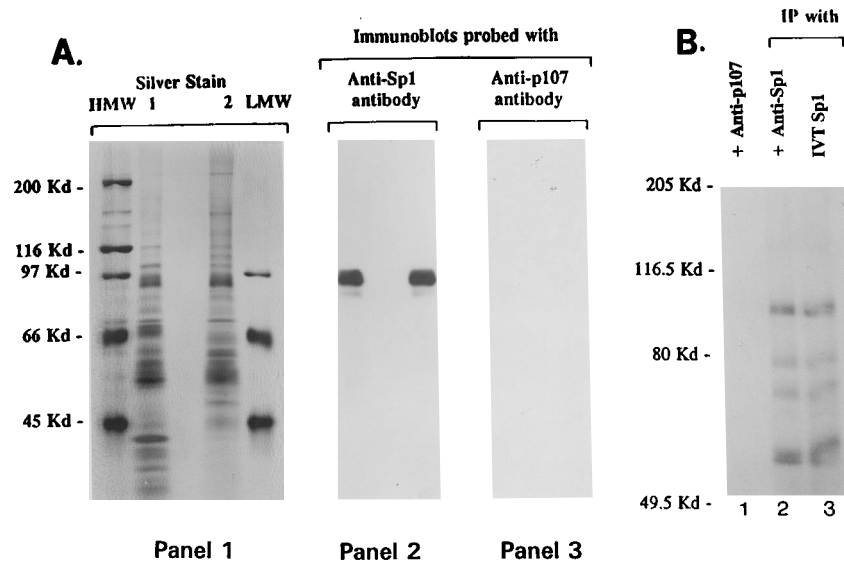 A.
Silver Stain
HMW 1 2 LMW
200 Kd -
116 Kd -
97 Kd -
66 Kd -
45 Kd -
Panel 1
Immunoblots probed with
Anti-Sp1
antibody
Anti-p107
antibody
Panel 2
Panel 3
B.
IP with
+ Anti-p107
+ Anti-Sp1
IVT Sp1
205 Kd -
116.5 Kd -
80 Kd -
49.5 Kd -
1 2 3